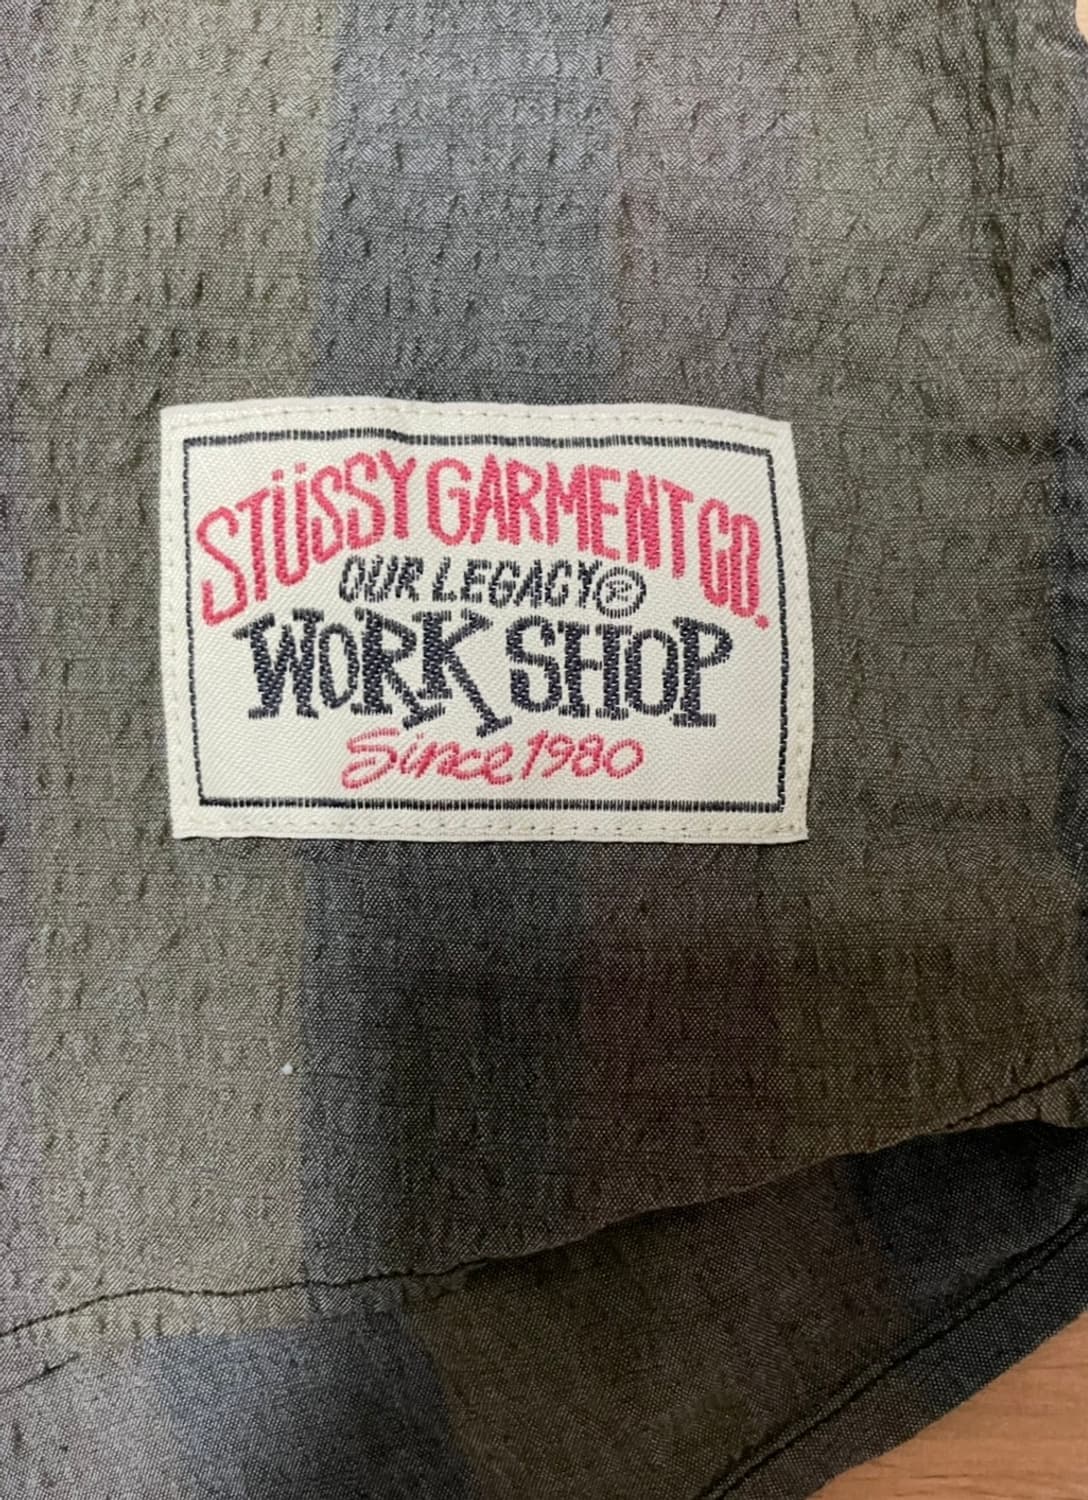 STÜSSY GARMENT CO.
OUR LEGACY®
WORK SHOP
Since 1980